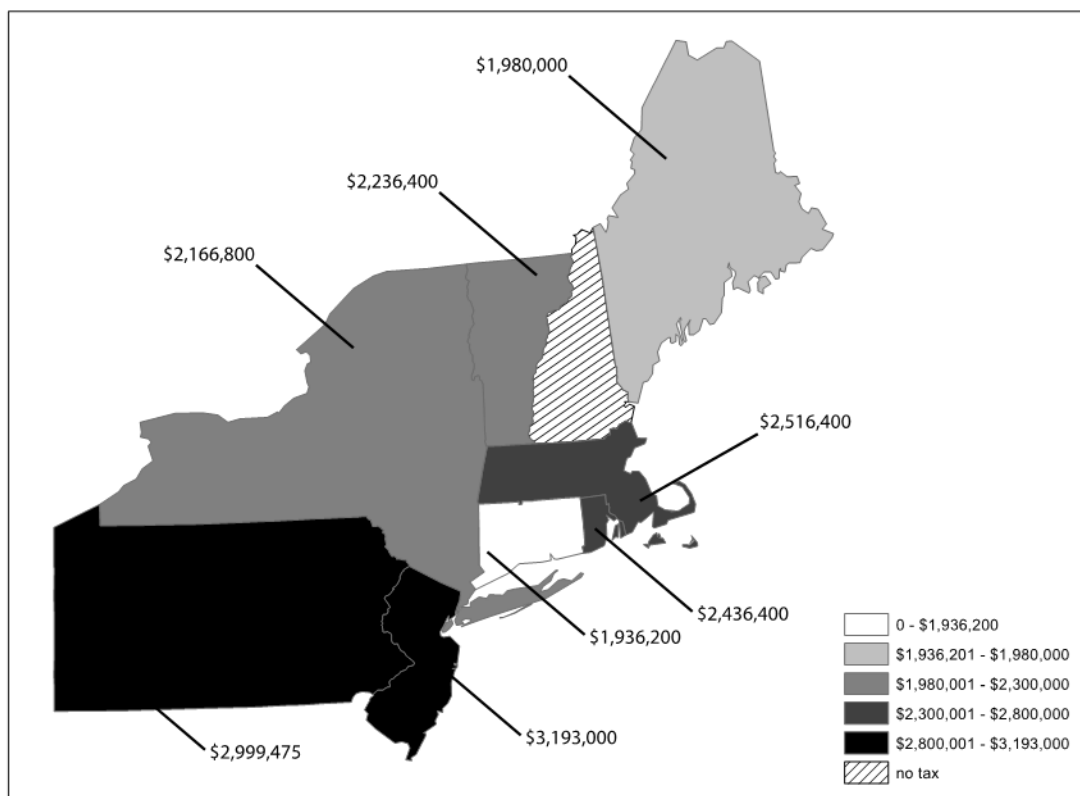 $1,980,000
$2,236,400
$2,166,800
$2,516,400
$2,436,400
$1,936,200
$3,193,000
$2,999,475
0 - $1,936,200
$1,936,201 - $1,980,000
$1,980,001 - $2,300,000
$2,300,001 - $2,800,000
$2,800,001 - $3,193,000
no tax